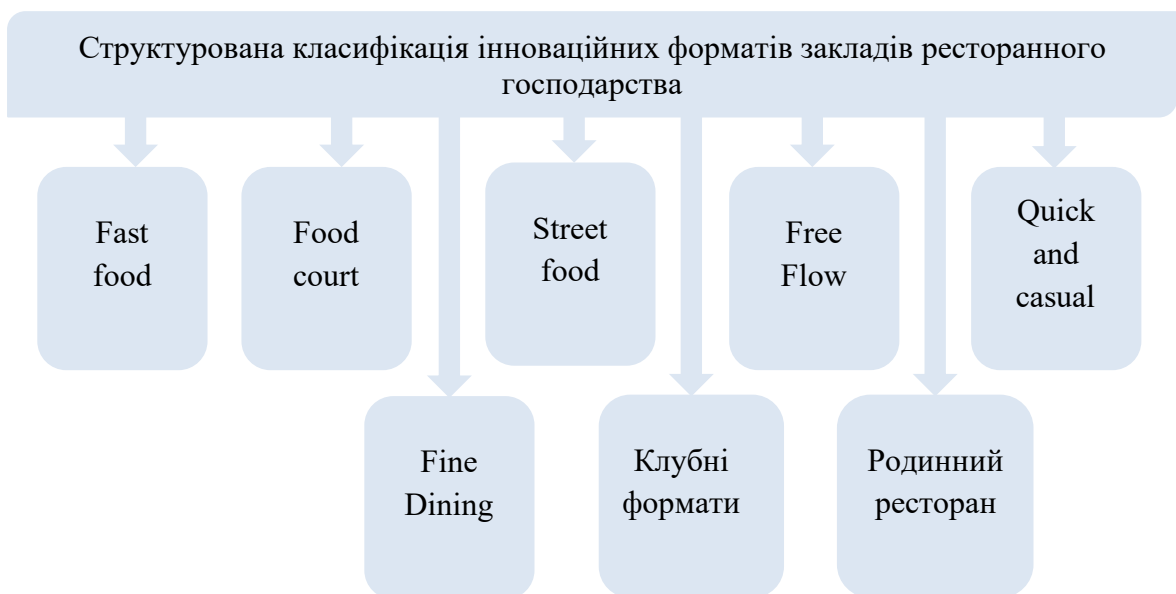 Структурована класифікація інноваційних форматів закладів ресторанного
господарства
Fast
food
Food
court
Street
food
Free
Flow
Quick
and
casual
Fine
Dining
Клубні
формати
Родинний
ресторан